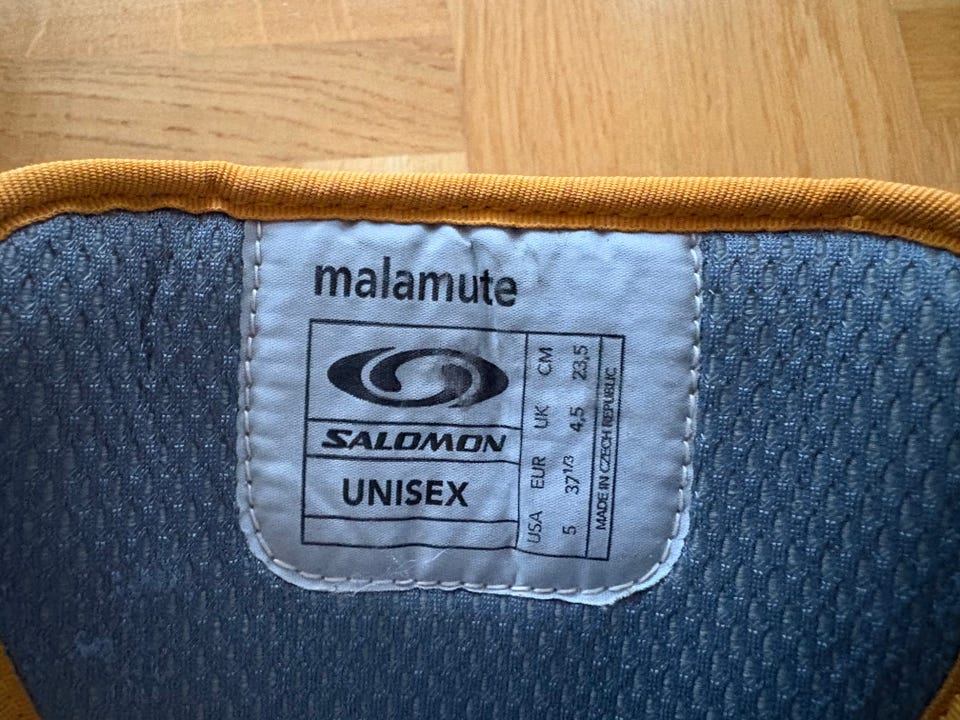 malamute
SALOMON
UNISEX
USA EUR UK CM
5 37 1/3 4,5 23,5
MADE IN CZECH REPUBLIC